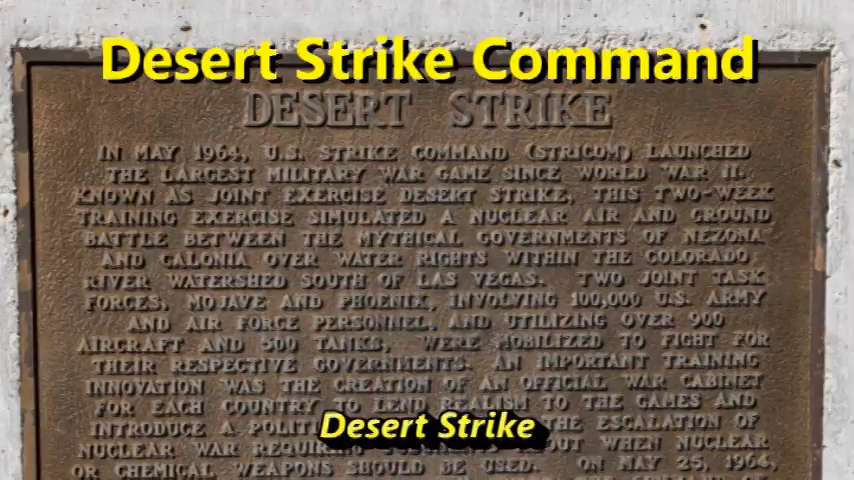 Desert Strike Command
DESERT STRIKE
IN MAY 1964, U.S. STRIKE COMMAND (STRICOM) LAUNCHED
THE LARGEST MILITARY WAR GAME SINCE WORLD WAR II.
KNOWN AS JOINT EXERCISE DESERT STRIKE, THIS TWO-WEEK
TRAINING EXERCISE SIMULATED A NUCLEAR AIR AND GROUND
BATTLE BETWEEN THE MYTHICAL GOVERNMENTS OF NEZONA
AND CALONIA OVER WATER RIGHTS WITHIN THE COLORADO
RIVER WATERSHED SOUTH OF LAS VEGAS. TWO JOINT TASK
FORCES, MOJAVE AND PHOENIX, INVOLVING 100,000 U.S. ARMY
AND AIR FORCE PERSONNEL, AND UTILIZING OVER 900
AIRCRAFT AND 500 TANKS, WERE MOBILIZED TO FIGHT FOR
THEIR RESPECTIVE GOVERNMENTS. AN IMPORTANT TRAINING
INNOVATION WAS THE CREATION OF AN OFFICIAL WAR CABINET
FOR EACH COUNTRY TO LEND REALISM TO THE GAMES AND
INTRODUCE A THE ESCALATION OF
Desert Strike
NUCLEAR WAR WHEN NUCLEAR
OR CHEMICAL WEAPONS SHOULD BE USED. ON MAY 25, 1964,